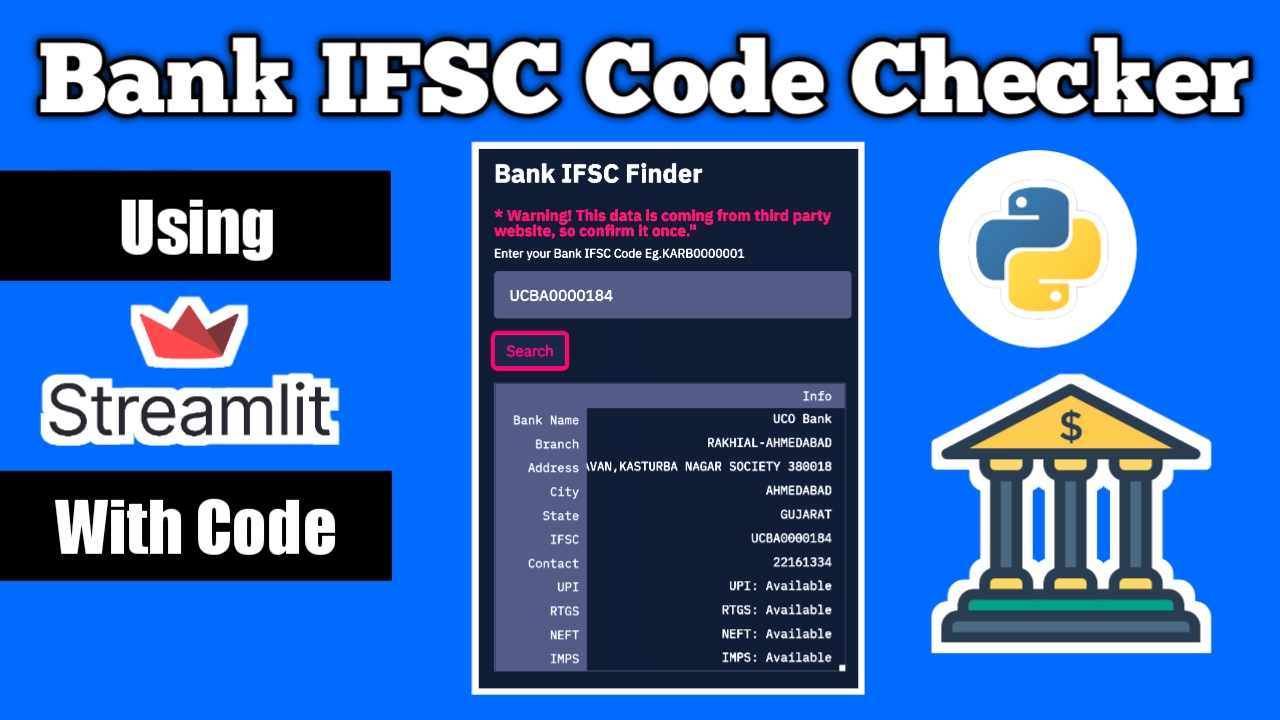 Bank IFSC Code Checker
Using
Streamlit
With Code
Bank IFSC Finder
* Warning! This data is coming from third party
website, so confirm it once."
Enter your Bank IFSC Code Eg.KARB0000001
UCBA0000184
Search
Info
Bank Name UCO Bank
Branch RAKHIAL-AHMEDABAD
Address AVAN,KASTURBA NAGAR SOCIETY 380018
City AHMEDABAD
State GUJARAT
IFSC UCBA0000184
Contact 22161334
UPI UPI: Available
RTGS RTGS: Available
NEFT NEFT: Available
IMPS IMPS: Available
$